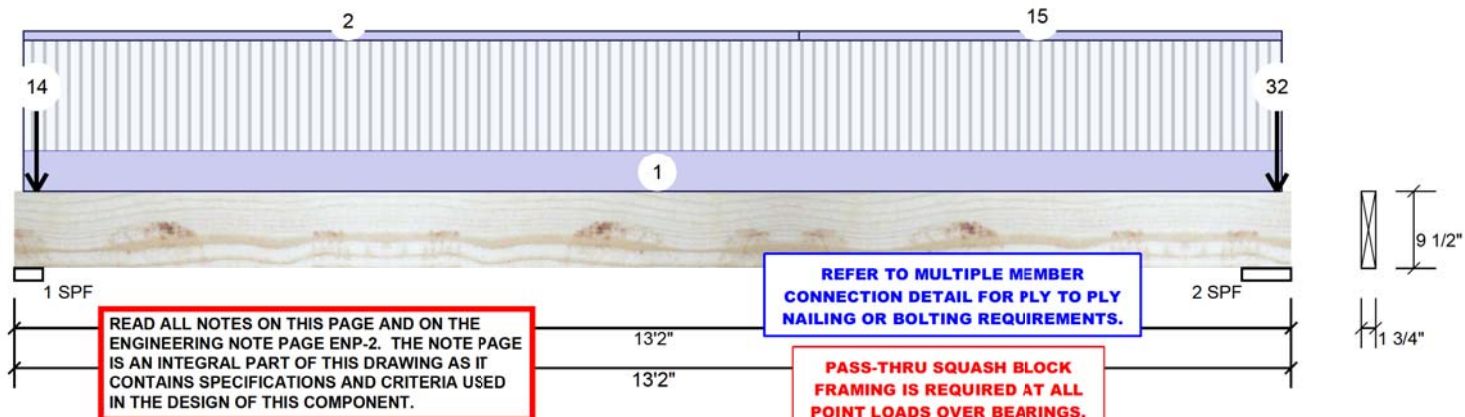 2
15
14
32
1
9 1/2"
1 SPF
2 SPF
REFER TO MULTIPLE MEMBER
CONNECTION DETAIL FOR PLY TO PLY
NAILING OR BOLTING REQUIREMENTS.
13'2"
1 3/4"
READ ALL NOTES ON THIS PAGE AND ON THE
ENGINEERING NOTE PAGE ENP-2. THE NOTE PAGE
IS AN INTEGRAL PART OF THIS DRAWING AS IT
CONTAINS SPECIFICATIONS AND CRITERIA USED
IN THE DESIGN OF THIS COMPONENT.
13'2"
PASS-THRU SQUASH BLOCK
FRAMING IS REQUIRED AT ALL
POINT LOADS OVER BEARINGS.